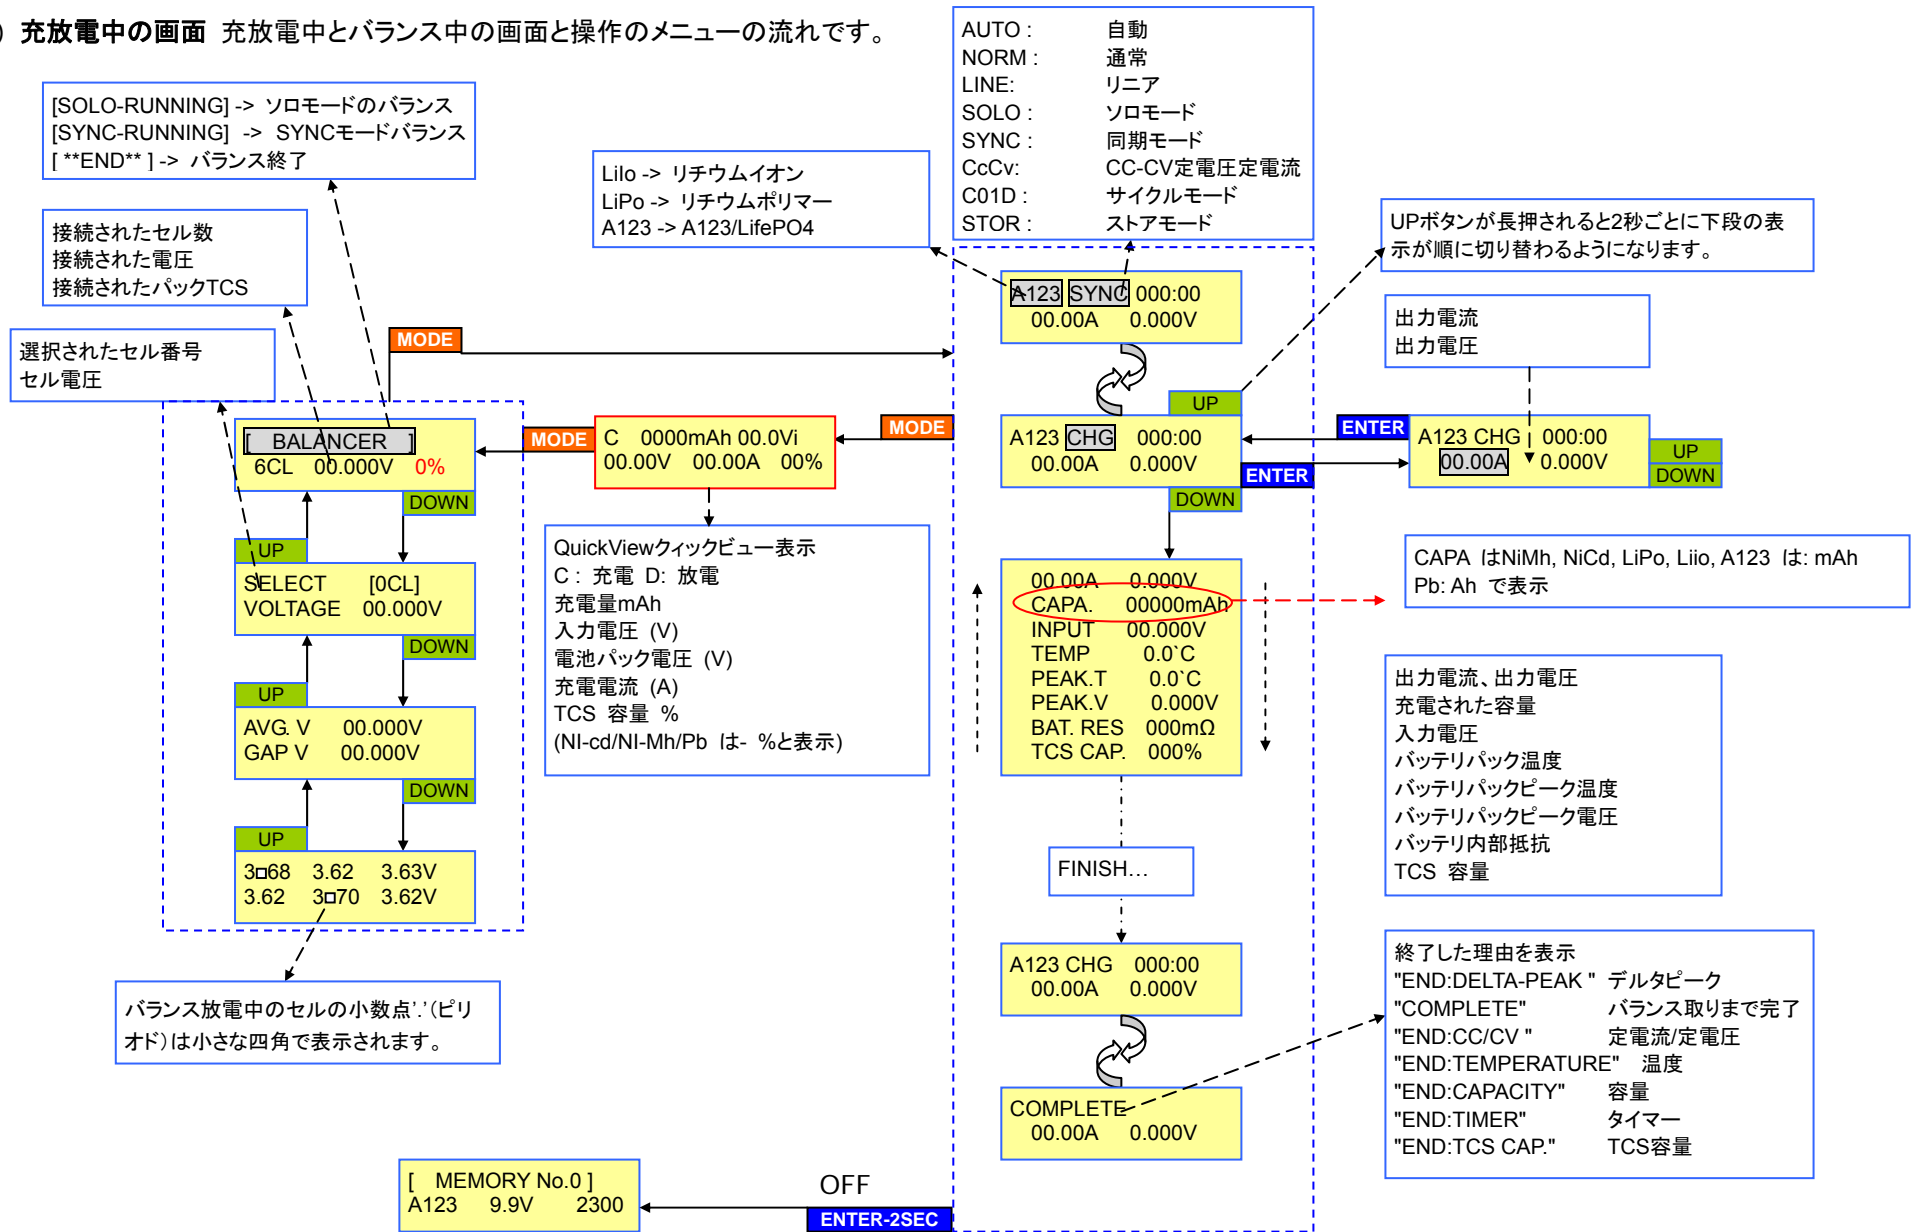 ) 充放電中の画面 充放電中とバランス中の画面と操作のメニューの流れです。
AUTO : 自動
NORM : 通常
LINE: リニア
SOLO : ソロモード
SYNC : 同期モード
CcCv: CC-CV定電圧定電流
C01D : サイクルモード
STOR : ストアモード
[SOLO-RUNNING] -> ソロモードのバランス
[SYNC-RUNNING] -> SYNCモードバランス
[ **END** ] -> バランス終了
LiIo -> リチウムイオン
LiPo -> リチウムポリマー
A123 -> A123/LifePO4
接続されたセル数
接続された電圧
接続されたパックTCS
選択されたセル番号
セル電圧
UPボタンが長押されると2秒ごとに下段の表
示が順に切り替わるようになります。
A123 SYNC 000:00
00.00A 0.000V
出力電流
出力電圧
MODE
[ BALANCER ]
6CL 00.000V 0%
MODE
C 0000mAh 00.0Vi
00.00V 00.00A 00%
MODE
UP
A123 CHG 000:00
00.00A 0.000V
DOWN
ENTER
ENTER
A123 CHG 000:00
00.00A 0.000V
UP
DOWN
DOWN
UP
SELECT [0CL]
VOLTAGE 00.000V
DOWN
UP
AVG. V 00.000V
GAP V 00.000V
DOWN
UP
3□68 3.62 3.63V
3.62 3□70 3.62V
QuickViewクィックビュー表示
C : 充電 D: 放電
充電量mAh
入力電圧 (V)
電池パック電圧 (V)
充電電流 (A)
TCS 容量 %
(NI-cd/NI-Mh/Pb は- %と表示)
00.00A 0.000V
CAPA. 00000mAh
INPUT 00.000V
TEMP 0.0`C
PEAK.T 0.0`C
PEAK.V 0.000V
BAT. RES 000mΩ
TCS CAP. 000%
CAPA はNiMh, NiCd, LiPo, Liio, A123 は: mAh
Pb: Ah で表示
出力電流、出力電圧
充電された容量
入力電圧
バッテリパック温度
バッテリパックピーク温度
バッテリパックピーク電圧
バッテリ内部抵抗
TCS 容量
FINISH…
A123 CHG 000:00
00.00A 0.000V
COMPLETE
00.00A 0.000V
終了した理由を表示
"END:DELTA-PEAK " デルタピーク
"COMPLETE" バランス取りまで完了
"END:CC/CV " 定電流/定電圧
"END:TEMPERATURE" 温度
"END:CAPACITY" 容量
"END:TIMER" タイマー
"END:TCS CAP." TCS容量
バランス放電中のセルの小数点'.'(ピリ
オド)は小さな四角で表示されます。
[ MEMORY No.0 ]
A123 9.9V 2300
OFF
ENTER-2SEC